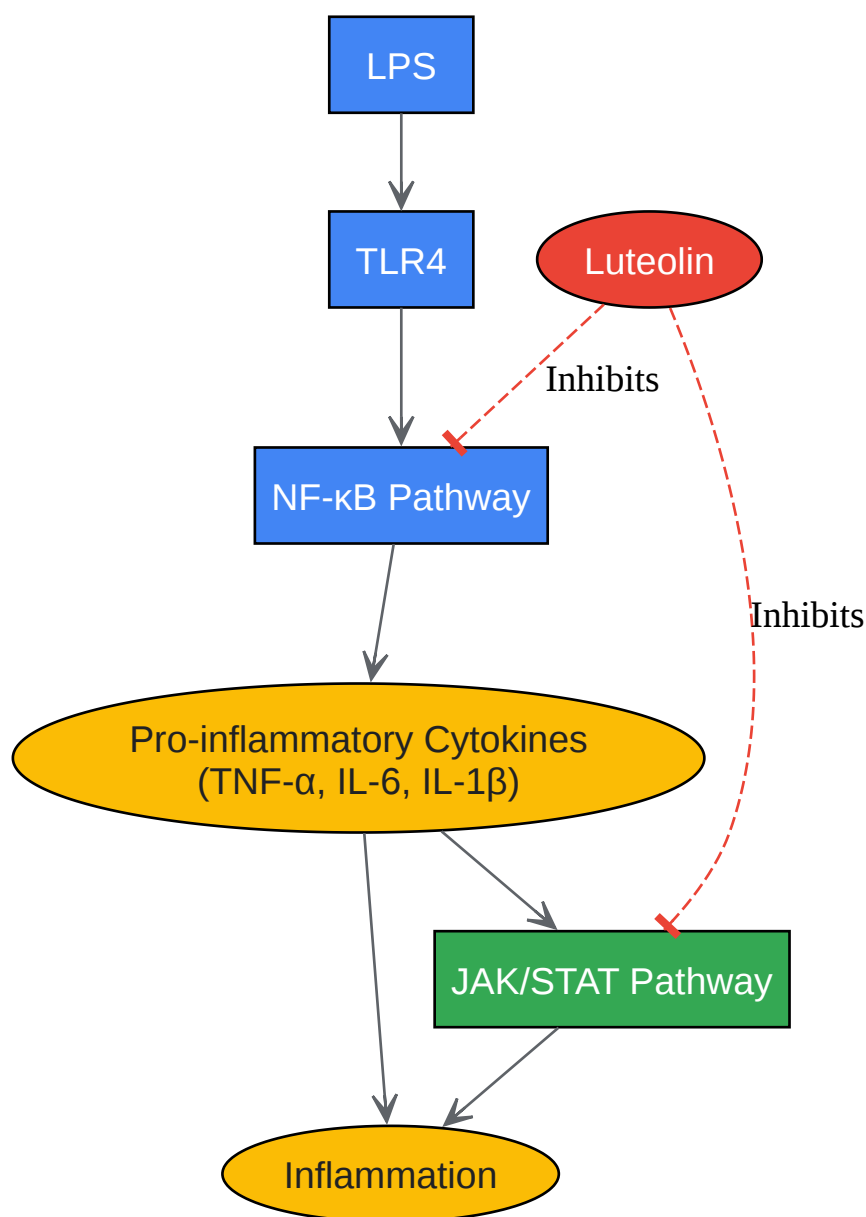 LPS
TLR4
Luteolin
Inhibits
NF-κB Pathway
Inhibits
Pro-inflammatory Cytokines
(TNF-α, IL-6, IL-1β)
JAK/STAT Pathway
Inflammation